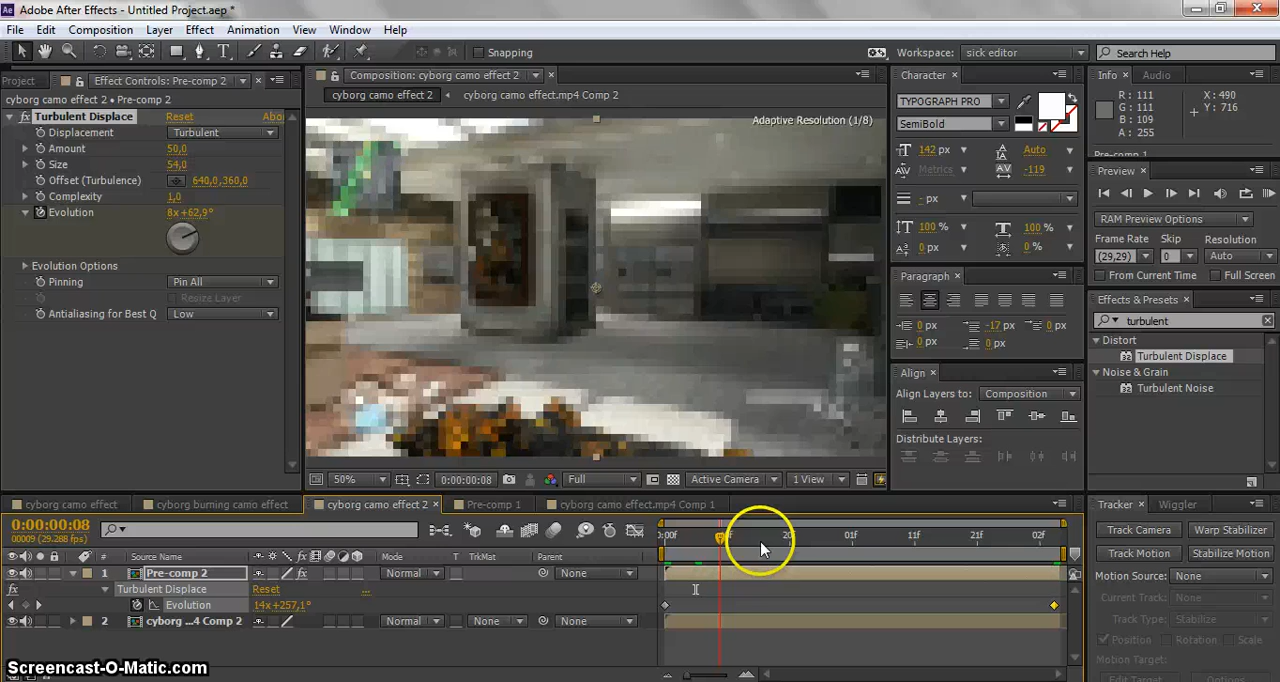 Adobe After Effects - Untitled Project.aep *
File Edit Composition Layer Effect Animation View Window Help
Snapping Workspace: sick editor Search Help
Project Effect Controls: Pre-comp 2 Composition: cyborg camo effect 2 Character Info Audio
cyborg camo effect 2 • Pre-comp 2 cyborg camo effect 2 cyborg camo effect.mp4 Comp 2
Turbulent Displace Reset Abo
Displacement Turbulent
Amount 50,0
Size 54,0
Offset (Turbulence) 640,0,360,0
Complexity 1,0
Evolution 8x+62,9°
Evolution Options
Pinning Pin All
Resize Layer
Antialiasing for Best Q Low
Adaptive Resolution (1/8)
50% 0:00:00:08 Full Active Camera 1 View
TYPOGRAPH PRO
SemiBold
142 px Auto
Metrics -119
- px
100 % 100 %
0 px 0 %
Paragraph
0 px -17 px 0 px
0 px 0 px
Align
Align Layers to: Composition
Distribute Layers:
R: 111 X: 490
G: 111 Y: 716
B: 109
A: 255
Pre-comp 1
Preview
RAM Preview Options
Frame Rate Skip Resolution
(29,29) 0 Auto
From Current Time Full Screen
Effects & Presets
turbulent
Distort
Turbulent Displace
Noise & Grain
Turbulent Noise
cyborg camo effect cyborg burning camo effect cyborg camo effect 2 Pre-comp 1 cyborg camo effect.mp4 Comp 1
0:00:00:08
00009 (29.288 fps)
:00f 20 01f 02f
# Source Name Mode T TrkMat Parent
1 Pre-comp 2 Normal None
Turbulent Displace Reset ...
Evolution 14x+257,1°
2 cyborg ...4 Comp 2 Normal None None
Tracker Wiggler
Track Camera Warp Stabilizer
Track Motion Stabilize Motion
Motion Source: None
Current Track: None
Track Type: Stabilize
Position Rotation Scale
Motion Target:
Edit Target... Options...
Screencast-O-Matic.com